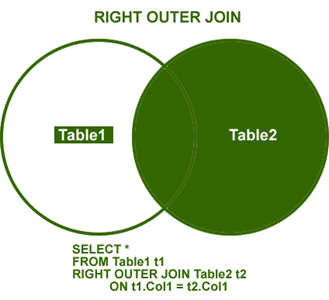 RIGHT OUTER JOIN
Table1
Table2
SELECT *
FROM Table1 t1
RIGHT OUTER JOIN Table2 t2
ON t1.Col1 = t2.Col1